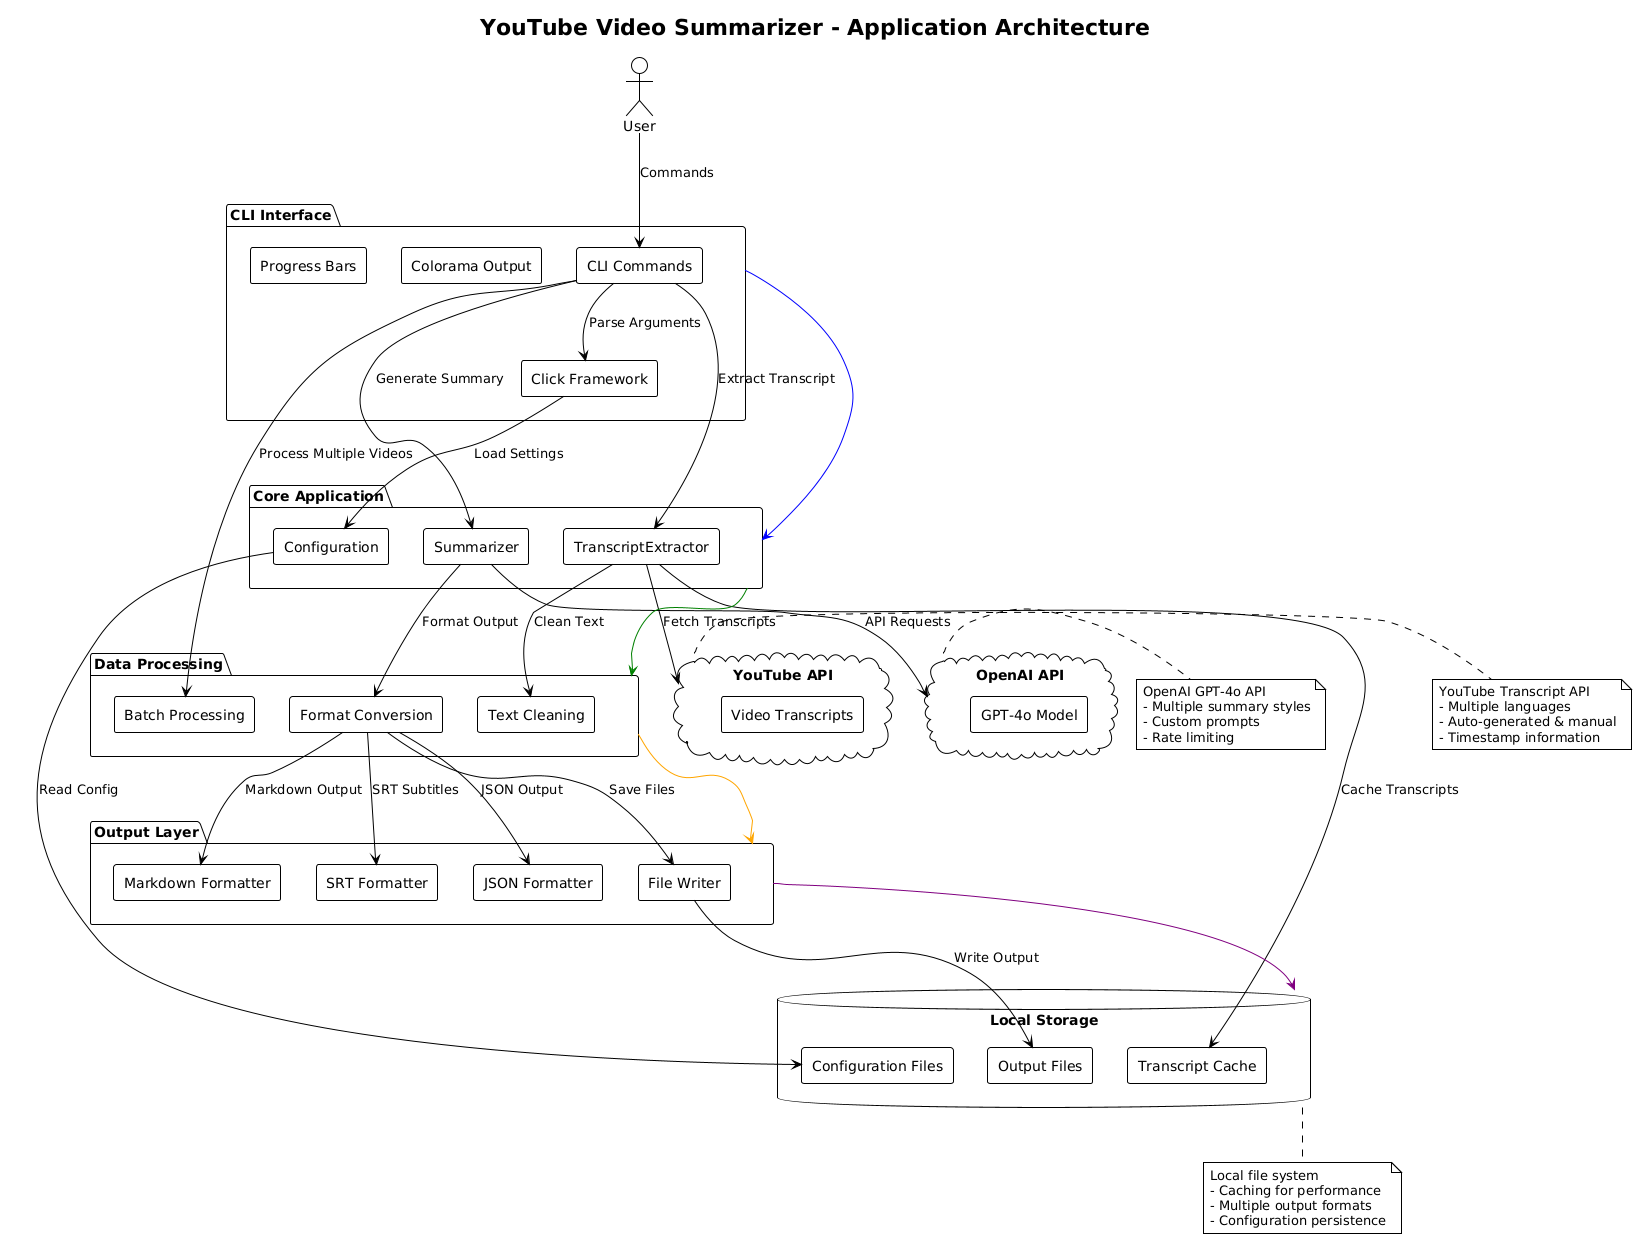 YouTube Video Summarizer - Application Architecture
User
Commands
CLI Interface
Progress Bars
Colorama Output
CLI Commands
Parse Arguments
Generate Summary
Click Framework
Extract Transcript
Process Multiple Videos
Load Settings
Core Application
Configuration
Summarizer
TranscriptExtractor
Format Output
Clean Text
Fetch Transcripts
API Requests
Data Processing
Batch Processing
Format Conversion
Text Cleaning
YouTube API
Video Transcripts
OpenAI API
GPT-4o Model
OpenAI GPT-4o API
- Multiple summary styles
- Custom prompts
- Rate limiting
YouTube Transcript API
- Multiple languages
- Auto-generated & manual
- Timestamp information
Read Config
Markdown Output
SRT Subtitles
JSON Output
Save Files
Cache Transcripts
Output Layer
Markdown Formatter
SRT Formatter
JSON Formatter
File Writer
Write Output
Local Storage
Configuration Files
Output Files
Transcript Cache
Local file system
- Caching for performance
- Multiple output formats
- Configuration persistence